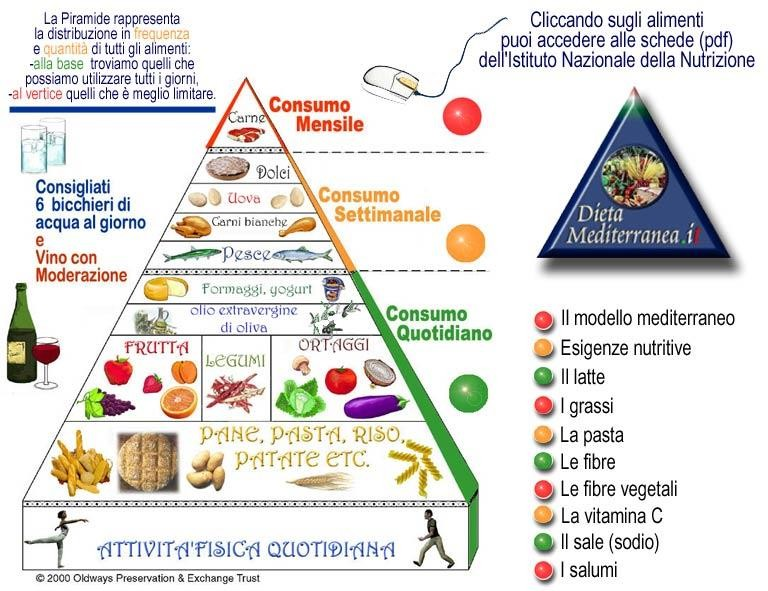 La Piramide rappresenta
la distribuzione in frequenza
e quantità di tutti gli alimenti:
-alla base troviamo quelli che
possiamo utilizzare tutti i giorni,
-al vertice quelli che è meglio limitare.
Cliccando sugli alimenti
puoi accedere alle schede (pdf)
dell'Istituto Nazionale della Nutrizione
Consumo
Mensile
Carne
Dolci
Uova
Carni bianche
Pesce
Consumo
Settimanale
Consigliati
6 bicchieri di
acqua al giorno
e
Vino con
Moderazione
Formaggi, yogurt
olio extravergine
di oliva
Consumo
Quotidiano
FRUTTA
LEGUMI
ORTAGGI
PANE, PASTA, RISO,
PATATE ETC.
ATTIVITA'FISICA QUOTIDIANA
© 2000 Oldways Preservation & Exchange Trust
Dieta
Mediterranea.it
Il modello mediterraneo
Esigenze nutritive
Il latte
I grassi
La pasta
Le fibre
Le fibre vegetali
La vitamina C
Il sale (sodio)
I salumi